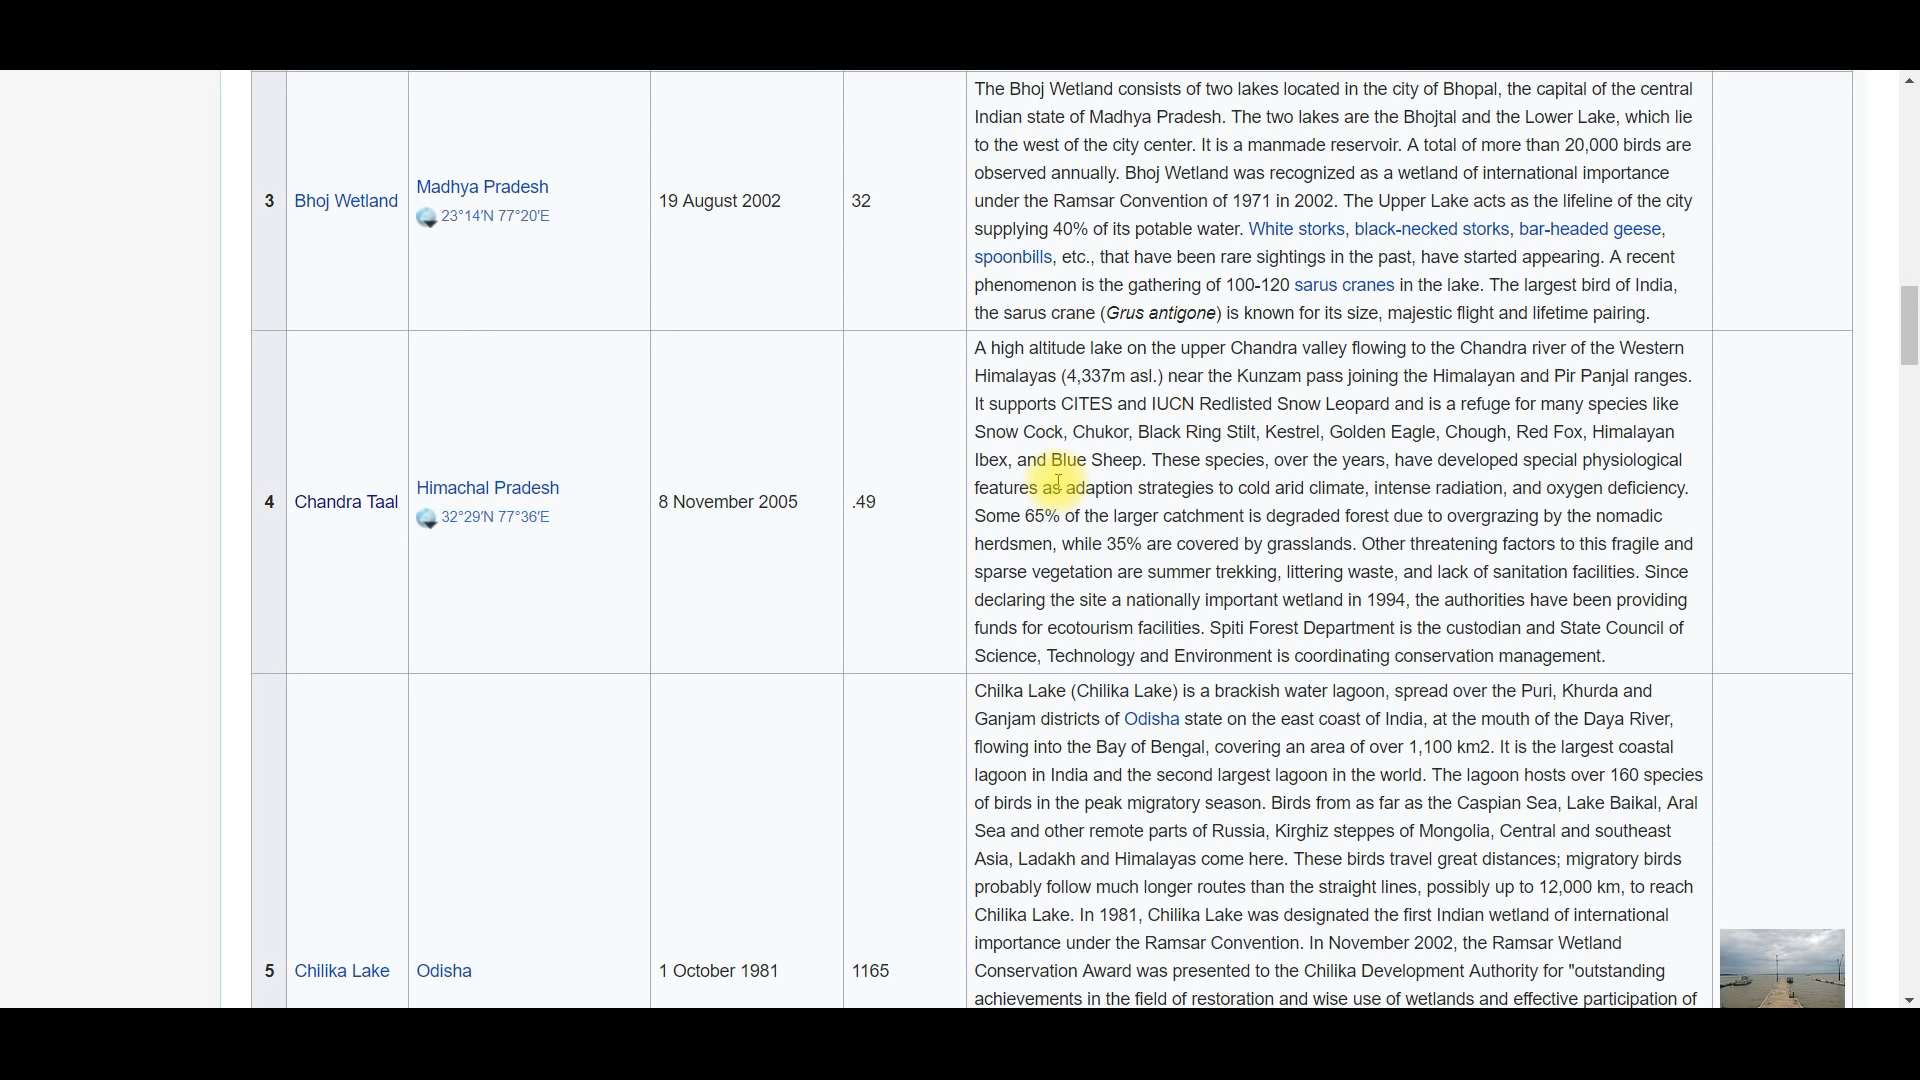 The Bhoj Wetland consists of two lakes located in the city of Bhopal, the capital of the central
Indian state of Madhya Pradesh. The two lakes are the Bhojtal and the Lower Lake, which lie
to the west of the city center. It is a manmade reservoir. A total of more than 20,000 birds are
observed annually. Bhoj Wetland was recognized as a wetland of international importance
3 Bhoj Wetland Madhya Pradesh 19 August 2002 32 under the Ramsar Convention of 1971 in 2002. The Upper Lake acts as the lifeline of the city
23°14′N 77°20′E
supplying 40% of its potable water. White storks, black-necked storks, bar-headed geese,
spoonbills, etc., that have been rare sightings in the past, have started appearing. A recent
phenomenon is the gathering of 100-120 sarus cranes in the lake. The largest bird of India,
the sarus crane (Grus antigone) is known for its size, majestic flight and lifetime pairing.
A high altitude lake on the upper Chandra valley flowing to the Chandra river of the Western
Himalayas (4,337m asl.) near the Kunzam pass joining the Himalayan and Pir Panjal ranges.
It supports CITES and IUCN Redlisted Snow Leopard and is a refuge for many species like
Snow Cock, Chukor, Black Ring Stilt, Kestrel, Golden Eagle, Chough, Red Fox, Himalayan
Ibex, and Blue Sheep. These species, over the years, have developed special physiological
features as adaption strategies to cold arid climate, intense radiation, and oxygen deficiency.
4 Chandra Taal Himachal Pradesh 8 November 2005 .49
32°29′N 77°36′E
Some 65% of the larger catchment is degraded forest due to overgrazing by the nomadic
herdsmen, while 35% are covered by grasslands. Other threatening factors to this fragile and
sparse vegetation are summer trekking, littering waste, and lack of sanitation facilities. Since
declaring the site a nationally important wetland in 1994, the authorities have been providing
funds for ecotourism facilities. Spiti Forest Department is the custodian and State Council of
Science, Technology and Environment is coordinating conservation management.
Chilka Lake (Chilika Lake) is a brackish water lagoon, spread over the Puri, Khurda and
Ganjam districts of Odisha state on the east coast of India, at the mouth of the Daya River,
flowing into the Bay of Bengal, covering an area of over 1,100 km2. It is the largest coastal
lagoon in India and the second largest lagoon in the world. The lagoon hosts over 160 species
of birds in the peak migratory season. Birds from as far as the Caspian Sea, Lake Baikal, Aral
Sea and other remote parts of Russia, Kirghiz steppes of Mongolia, Central and southeast
Asia, Ladakh and Himalayas come here. These birds travel great distances; migratory birds
probably follow much longer routes than the straight lines, possibly up to 12,000 km, to reach
Chilika Lake. In 1981, Chilika Lake was designated the first Indian wetland of international
importance under the Ramsar Convention. In November 2002, the Ramsar Wetland
5 Chilika Lake Odisha 1 October 1981 1165 Conservation Award was presented to the Chilika Development Authority for "outstanding
achievements in the field of restoration and wise use of wetlands and effective participation of